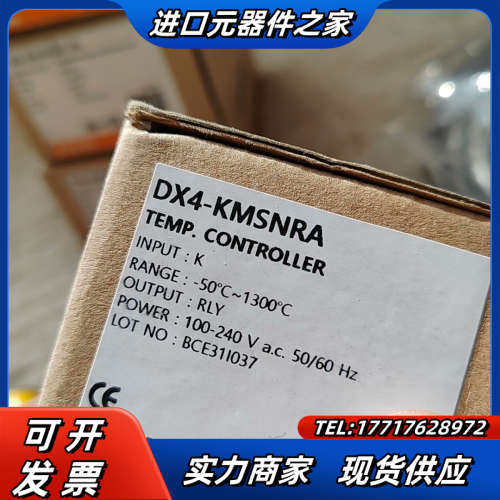 进口元器件之家
DX4-KMSNRA
TEMP. CONTROLLER
INPUT : K
RANGE : -50℃~1300℃
OUTPUT : RLY
POWER : 100-240 V a.c. 50/60 Hz
LOT NO : BCE31I037
CE
TEL:17717628972
可开
发票
实力商家 现货供应